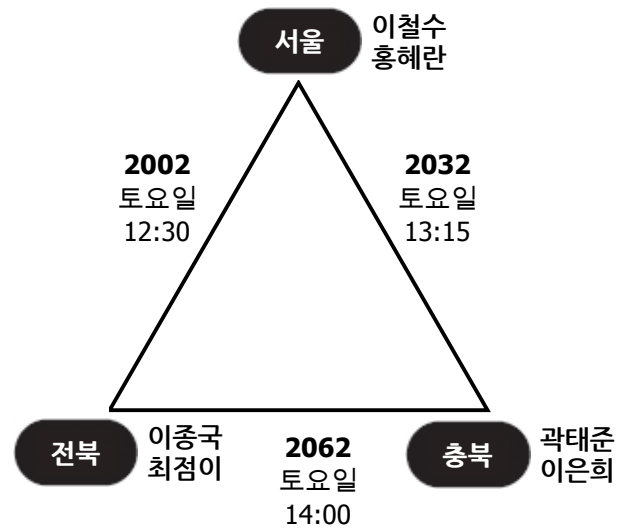 서울
이철수
홍혜란
2002
토요일
12:30
2032
토요일
13:15
전북
이종국
최점이
2062
토요일
14:00
충북
곽태준
이은희